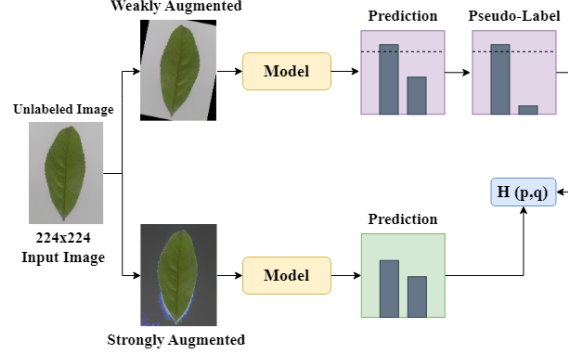 Weakly Augmented
Prediction
Pseudo-Label
Model
Unlabeled Image
224x224
Input Image
H (p,q)
Prediction
Model
Strongly Augmented